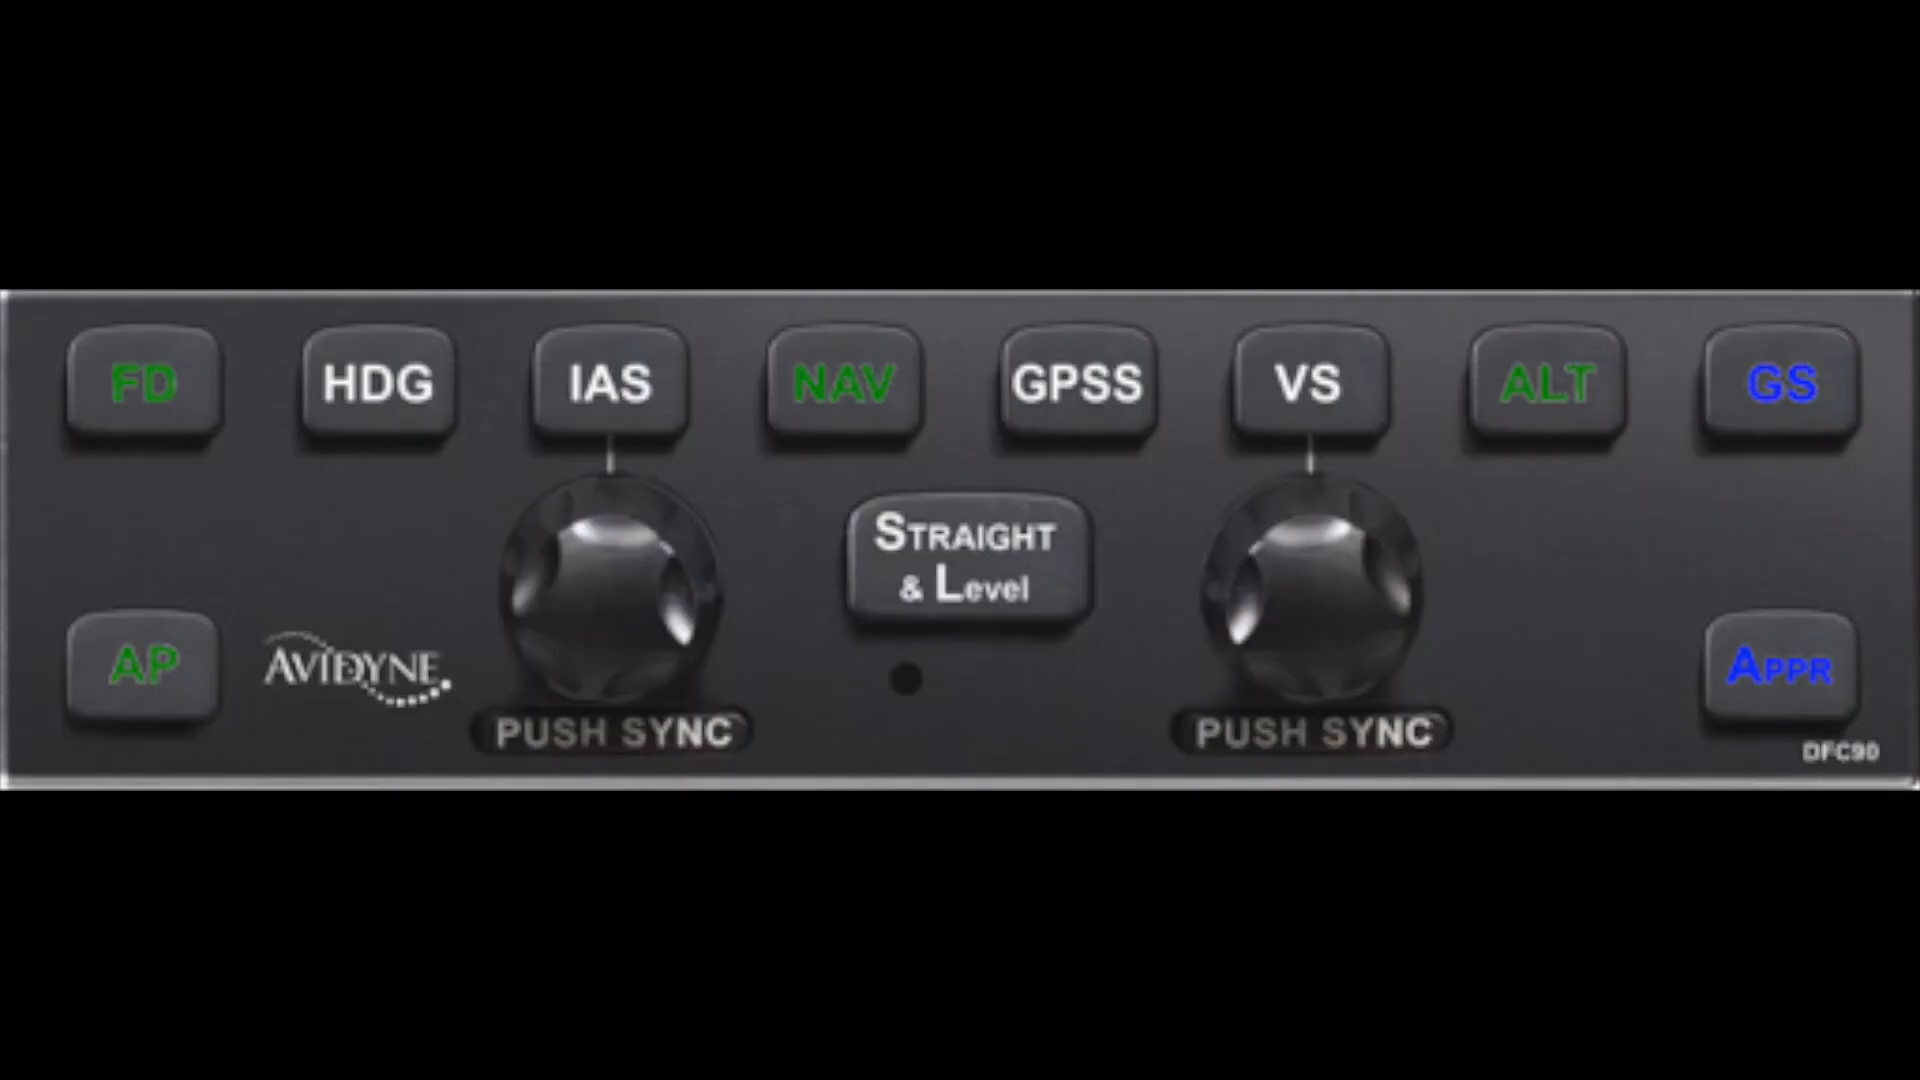 FD HDG IAS NAV GPSS VS ALT GS
STRAIGHT
& Level
AP AVIDYNE APPR
PUSH SYNC PUSH SYNC
DFC90